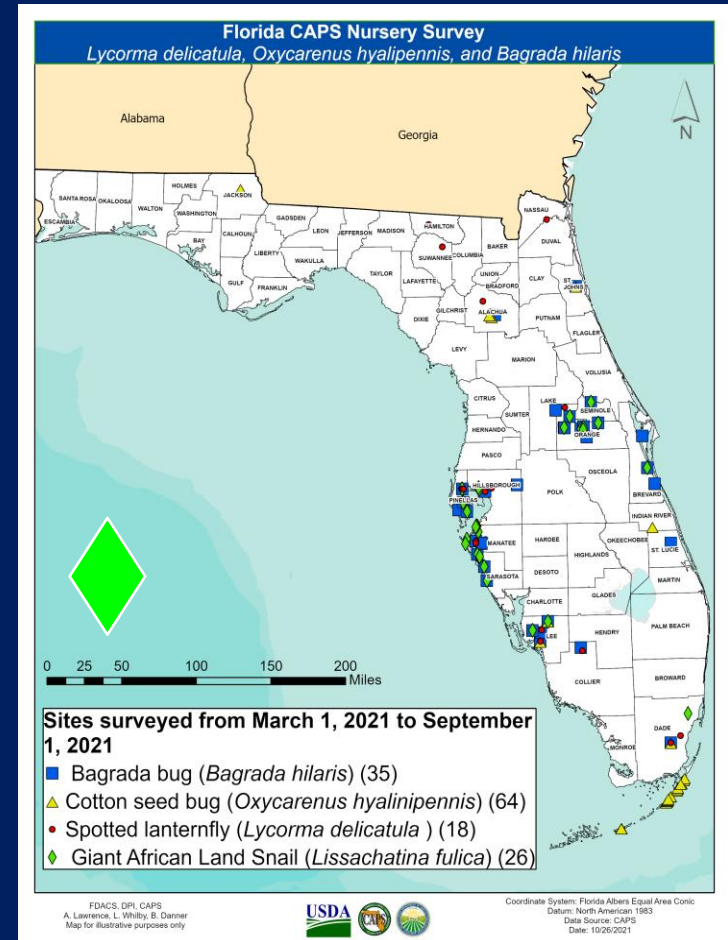 Florida CAPS Nursery Survey
Lycorma delicatula, Oxycarenus hyalipennis, and Bagrada hilaris
Alabama
Georgia
N
HOLMES
JACKSON
SANTA ROSA
OKALOOSA
WALTON
WASHINGTON
ESCAMBIA
BAY
CALHOUN
GADSDEN
LEON
JEFFERSON
MADISON
HAMILTON
NASSAU
LIBERTY
WAKULLA
SUWANNEE
COLUMBIA
BAKER
DUVAL
GULF
FRANKLIN
TAYLOR
LAFAYETTE
UNION
BRADFORD
CLAY
ST. JOHNS
DIXIE
GILCHRIST
ALACHUA
PUTNAM
FLAGLER
LEVY
MARION
VOLUSIA
CITRUS
SUMTER
LAKE
SEMINOLE
HERNANDO
ORANGE
PASCO
OSCEOLA
BREVARD
HILLSBOROUGH
PINELLAS
POLK
INDIAN RIVER
MANATEE
HARDEE
HIGHLANDS
OKEECHOBEE
ST. LUCIE
SARASOTA
DESOTO
MARTIN
CHARLOTTE
GLADES
LEE
HENDRY
PALM BEACH
COLLIER
BROWARD
MONROE
DADE
0 25 50 100 150 200
Miles
Sites surveyed from March 1, 2021 to September
1, 2021
Bagrada bug (Bagrada hilaris) (35)
Cotton seed bug (Oxycarenus hyalinipennis) (64)
Spotted lanternfly (Lycorma delicatula ) (18)
Giant African Land Snail (Lissachatina fulica) (26)
FDACS, DPI, CAPS
A. Lawrence, L. Whilby, B. Danner
Map for illustrative purposes only
USDA
CAPS
Coordinate System: Florida Albers Equal Area Conic
Datum: North American 1983
Data Source: CAPS
Date: 10/26/2021